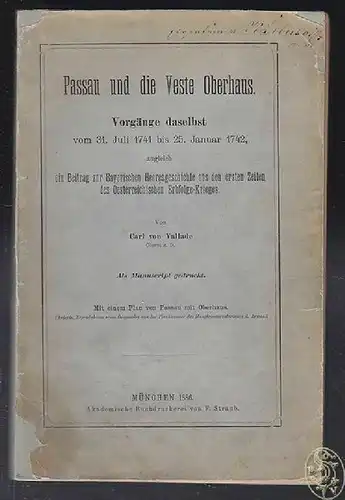 Passau und die Veste Oberhaus.
Vorgänge daselbst
vom 31. Juli 1741 bis 25. Januar 1742,
zugleich
ein Beitrag zur Bayerischen Heeresgeschichte aus den ersten Zeiten
des Oesterreichischen Erbfolge-Krieges.
Von
Carl von Vallade
Als Manuscript gedruckt.
Mit einem Plan von Passau mit Oberhaus.
MÜNCHEN 1886.
Akademische Buchdruckerei von F. Straub.